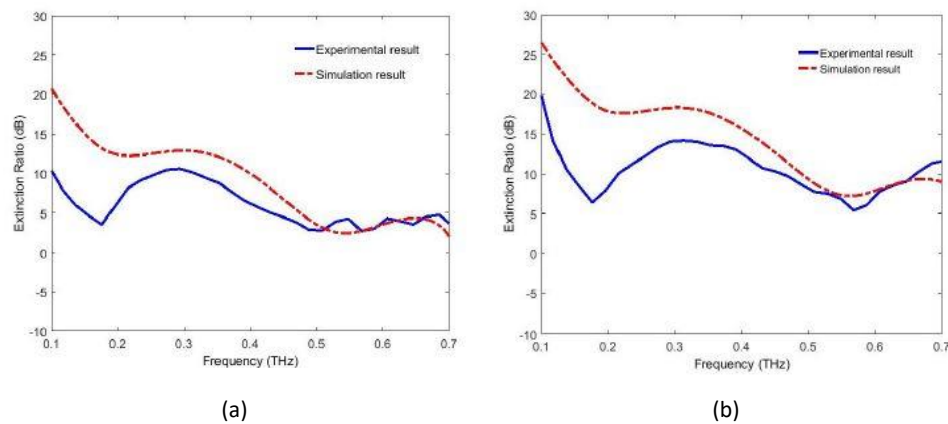 30
25
20
15
10
5
0
-5
-10
Extinction Ratio (dB)
Experimental result
Simulation result
0.1 0.2 0.3 0.4 0.5 0.6 0.7
Frequency (THz)
(a)
30
25
20
15
10
5
0
-5
-10
Extinction Ratio (dB)
Experimental result
Simulation result
0.1 0.2 0.3 0.4 0.5 0.6 0.7
Frequency (THz)
(b)